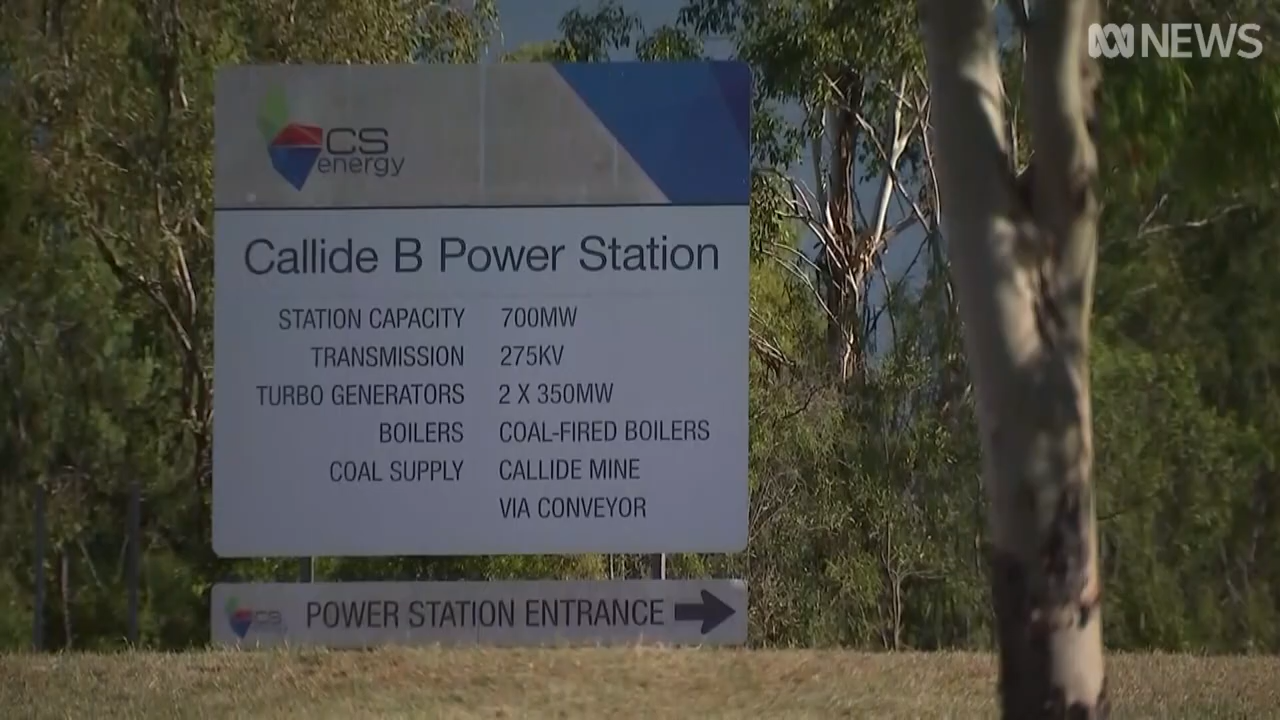 NEWS
CS
energy
Callide B Power Station
STATION CAPACITY 700MW
TRANSMISSION 275KV
TURBO GENERATORS 2 X 350MW
BOILERS COAL-FIRED BOILERS
COAL SUPPLY CALLIDE MINE
VIA CONVEYOR
CS POWER STATION ENTRANCE